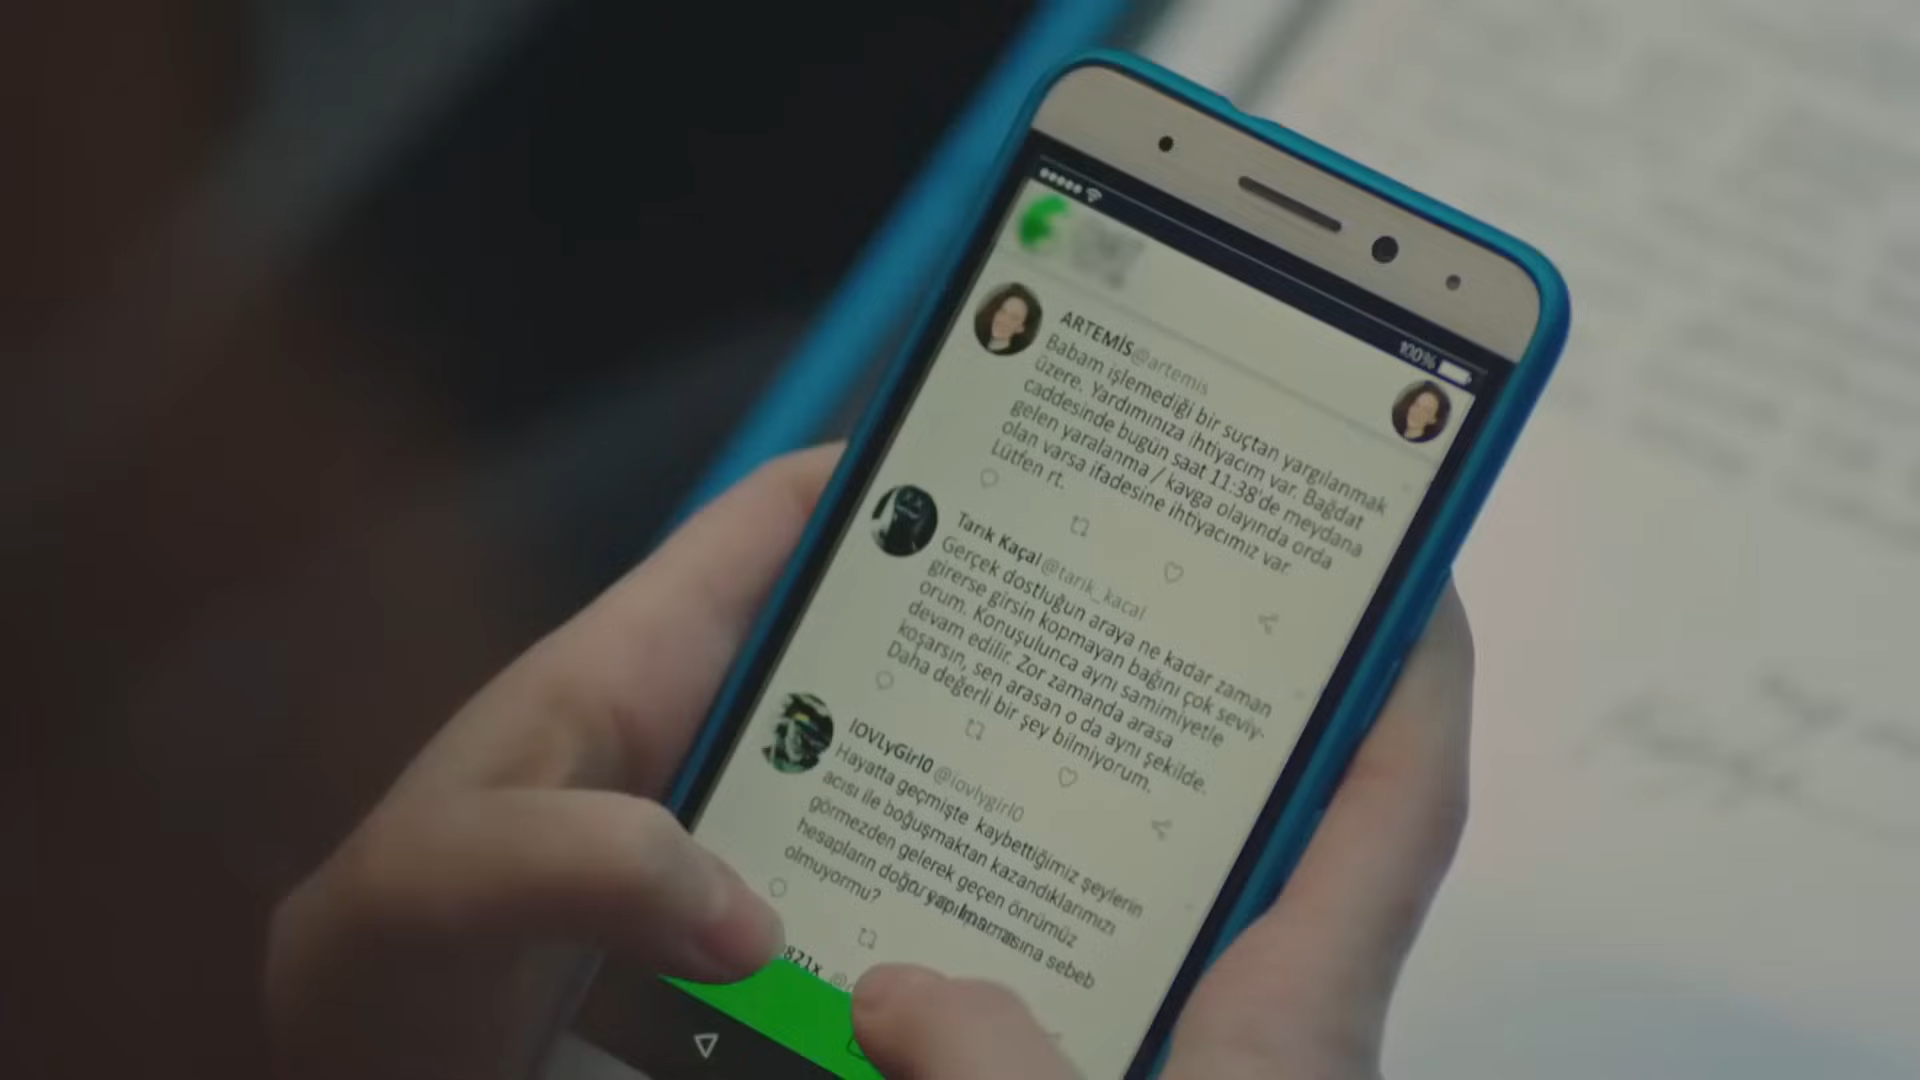 100%
ARTEMİS@artemis
Babam işlemediği bir suçtan yargılanmak
üzere. Yardımınıza ihtiyacım var. Bağdat
caddesinde bugün saat 11:38'de meydana
gelen yaralanma / kavga olayında orda
olan varsa ifadesine ihtiyacımız var.
Lütfen rt.
Tarık Kaçal @tarik_kacal
Gerçek dostluğun araya ne kadar zaman
girerse girsin kopmayan bağını çok seviy-
orum. Konuşulunca aynı samimiyetle
devam edilir. Zor zamanda arasa
koşarsın, sen arasan o da aynı şekilde.
Daha değerli bir şey bilmiyorum.
lOVLyGirl0 @iovlygirl0
Hayatta geçmişte kaybettiğimiz şeylerin
acısı ile boğuşmaktan kazandıklarımızı
görmezden gelerek geçen önrümüz
hesapların doğru yapılmamasına sebeb
olmuyormu?
821x